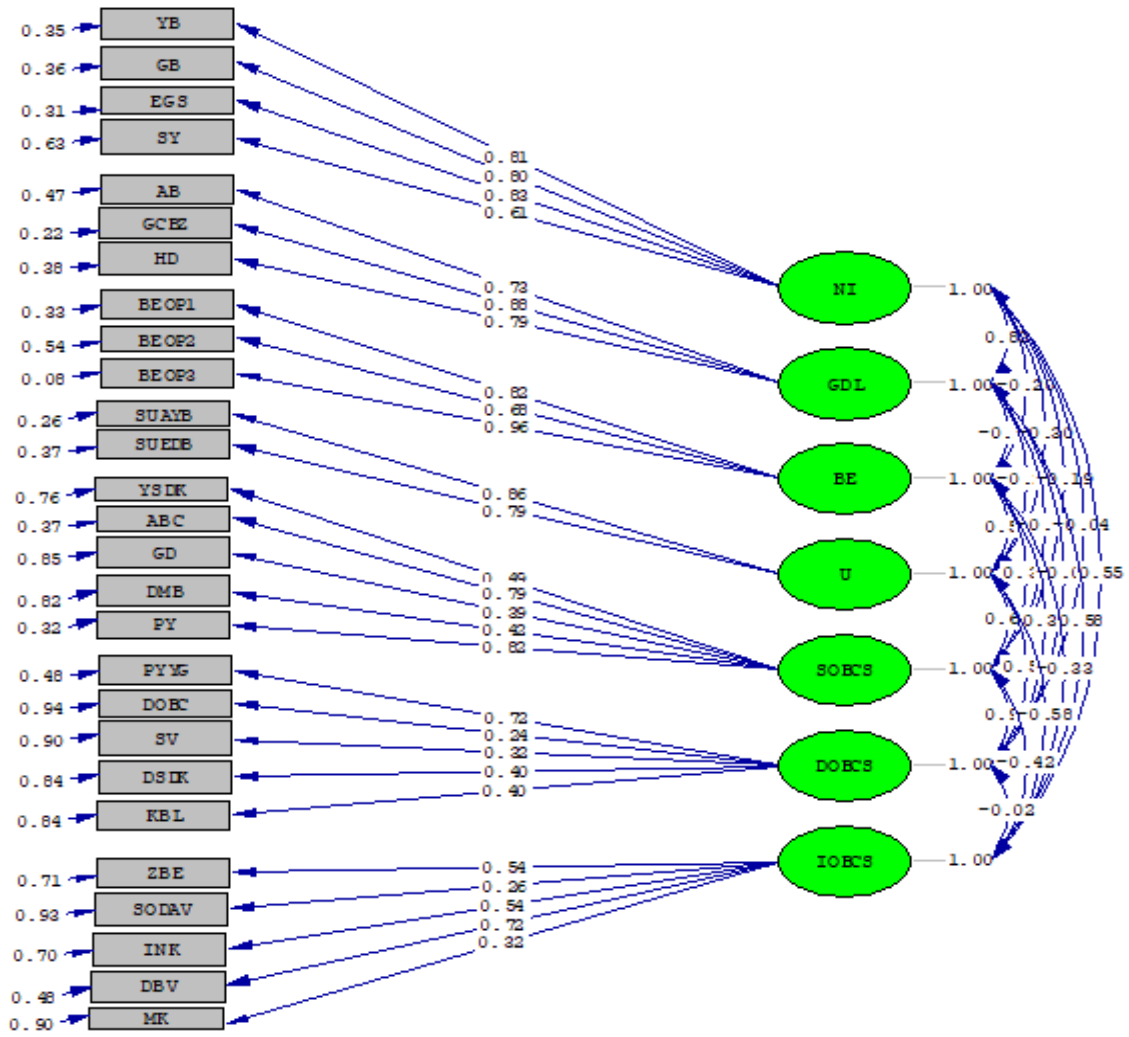 0.35 YB
0.36 GB
0.31 EGS
0.63 SY
0.47 AB
0.22 GCBZ
0.38 HD
0.33 BEOP1
0.54 BEOP2
0.08 BEOP3
0.26 SUAYB
0.37 SUEDB
0.76 YSDK
0.37 ABC
0.85 GD
0.82 DMB
0.32 PY
0.48 PYYG
0.94 DOBC
0.90 SV
0.84 DSDK
0.84 KBL
0.71 ZBE
0.93 SODAV
0.70 INK
0.48 DBV
0.90 MK
0.81
0.80
0.83
0.61
0.73
0.88
0.79
0.82
0.68
0.96
0.86
0.79
0.49
0.79
0.39
0.42
0.82
0.72
0.24
0.32
0.40
0.40
0.54
0.26
0.54
0.72
0.32
NI 1.00
GDL 1.00
BE 1.00
U 1.00
SOBCS 1.00
DOBCS 1.00
IOBCS 1.00
-0.30
-0.19
-0.04
0.55
0.58
-0.33
-0.58
-0.42
-0.02